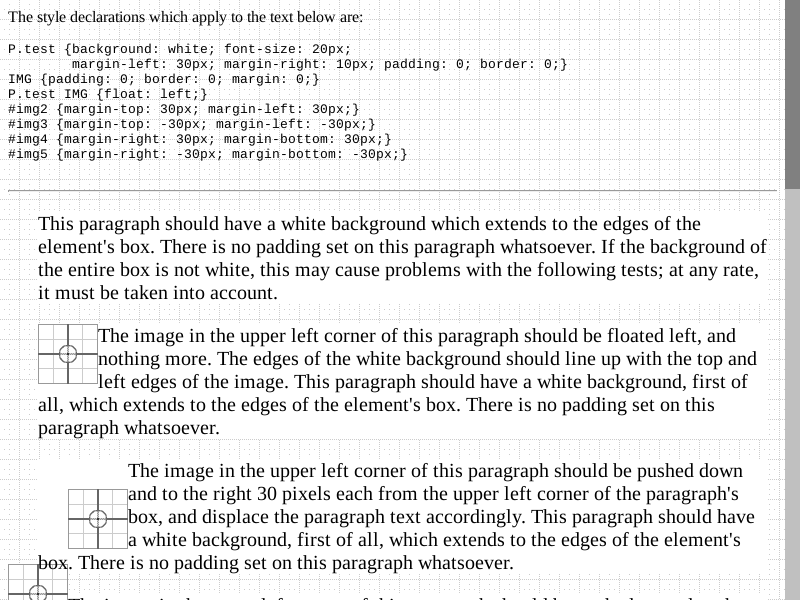 The style declarations which apply to the text below are:
P.test {background: white; font-size: 20px;
        margin-left: 30px; margin-right: 10px; padding: 0; border: 0;}
IMG {padding: 0; border: 0; margin: 0;}
P.test IMG {float: left;}
#img2 {margin-top: 30px; margin-left: 30px;}
#img3 {margin-top: -30px; margin-left: -30px;}
#img4 {margin-right: 30px; margin-bottom: 30px;}
#img5 {margin-right: -30px; margin-bottom: -30px;}
This paragraph should have a white background which extends to the edges of the
element's box. There is no padding set on this paragraph whatsoever. If the background of
the entire box is not white, this may cause problems with the following tests; at any rate,
it must be taken into account.
The image in the upper left corner of this paragraph should be floated left, and
nothing more. The edges of the white background should line up with the top and
left edges of the image. This paragraph should have a white background, first of
all, which extends to the edges of the element's box. There is no padding set on this
paragraph whatsoever.
The image in the upper left corner of this paragraph should be pushed down
and to the right 30 pixels each from the upper left corner of the paragraph's
box, and displace the paragraph text accordingly. This paragraph should have
a white background, first of all, which extends to the edges of the element's
box. There is no padding set on this paragraph whatsoever.